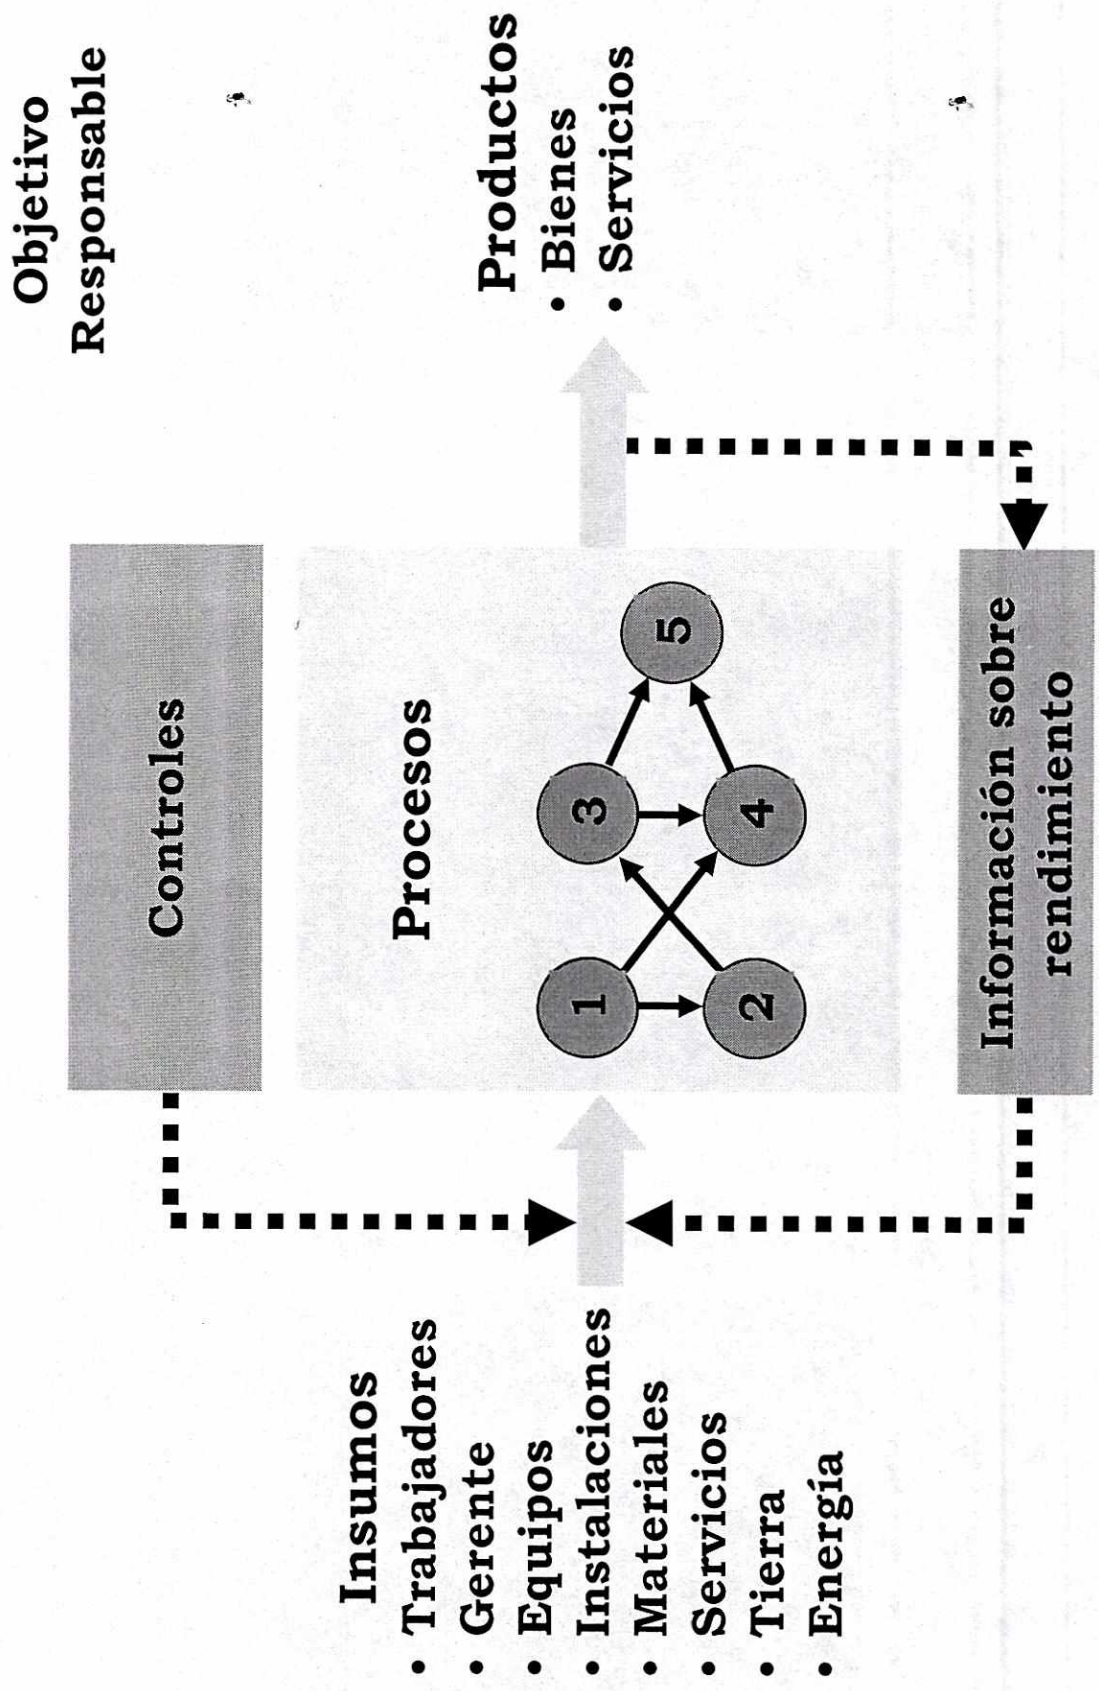 Objetivo
Responsable
Controles
Insumos
• Trabajadores
• Gerente
• Equipos
• Instalaciones
• Materiales
• Servicios
• Tierra
• Energía
Procesos
1
3
2
4
5
Productos
• Bienes
• Servicios
Información sobre
rendimiento